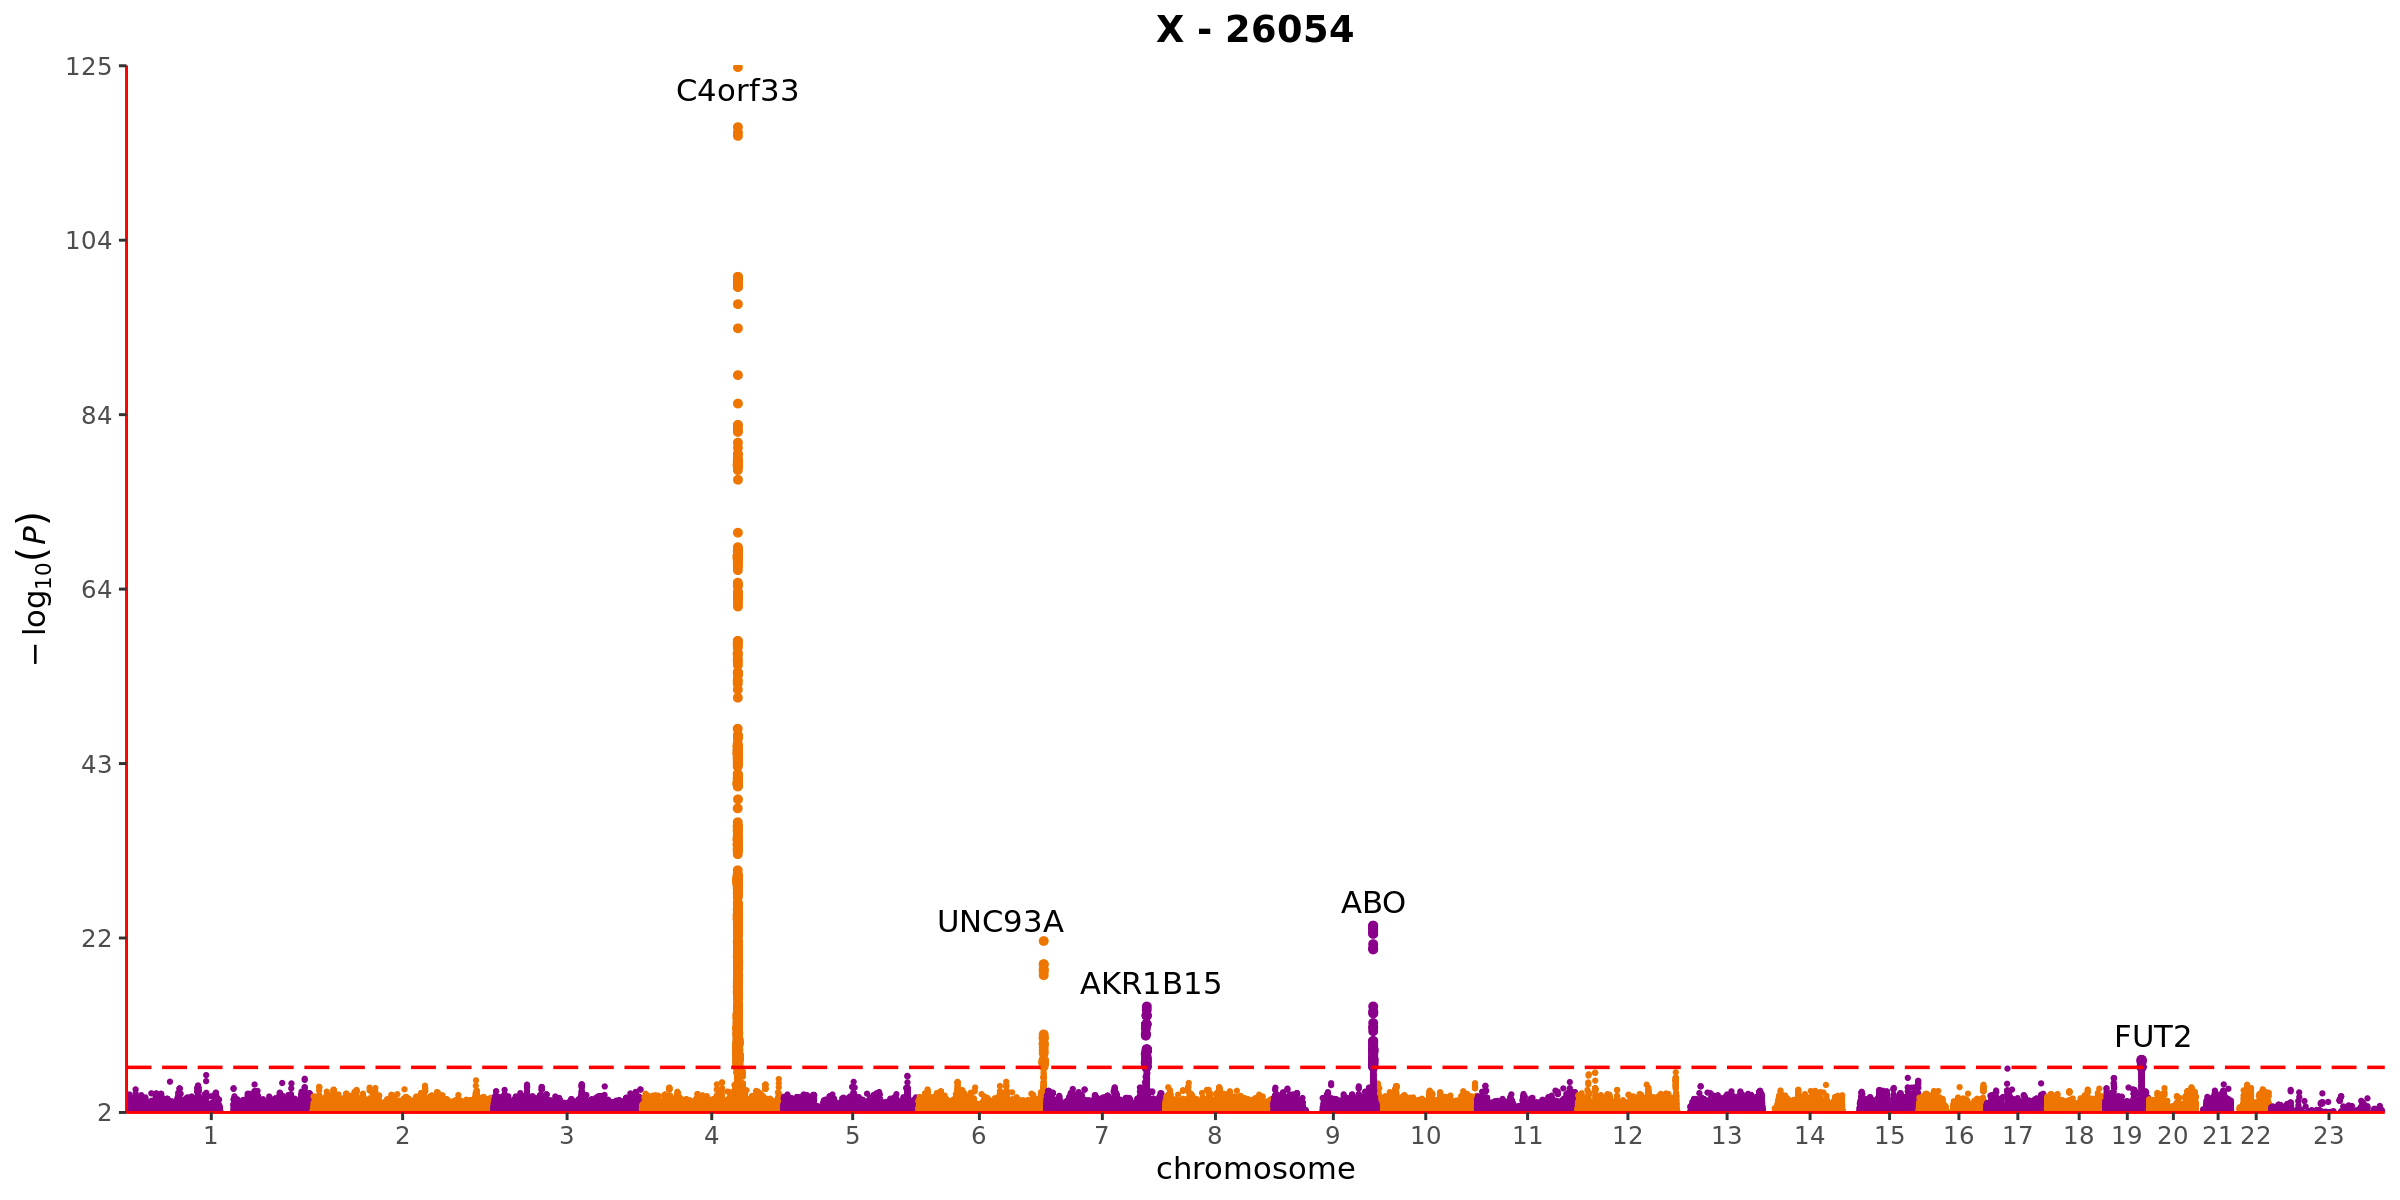 X - 26054
125
C4orf33
104
84
64
43
ABO
UNC93A
22
AKR1B15
FUT2
2
− log10(P)
1 2 3 4 5 6 7 8 9 10 11 12 13 14 15 16 17 18 19 20 21 22 23
chromosome